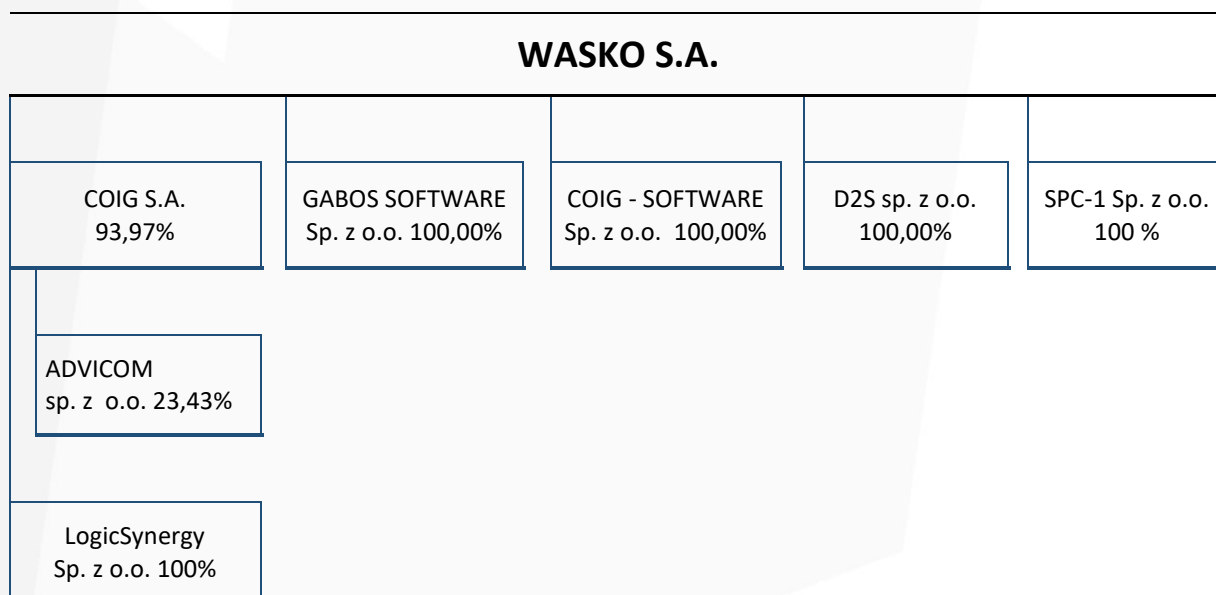 WASKO S.A.
COIG S.A.
93,97%
GABOS SOFTWARE
Sp. z o.o. 100,00%
COIG - SOFTWARE
Sp. z o.o.  100,00%
D2S sp. z o.o.
100,00%
SPC-1 Sp. z o.o.
100 %
ADVICOM
sp. z  o.o. 23,43%
LogicSynergy
Sp. z o.o. 100%